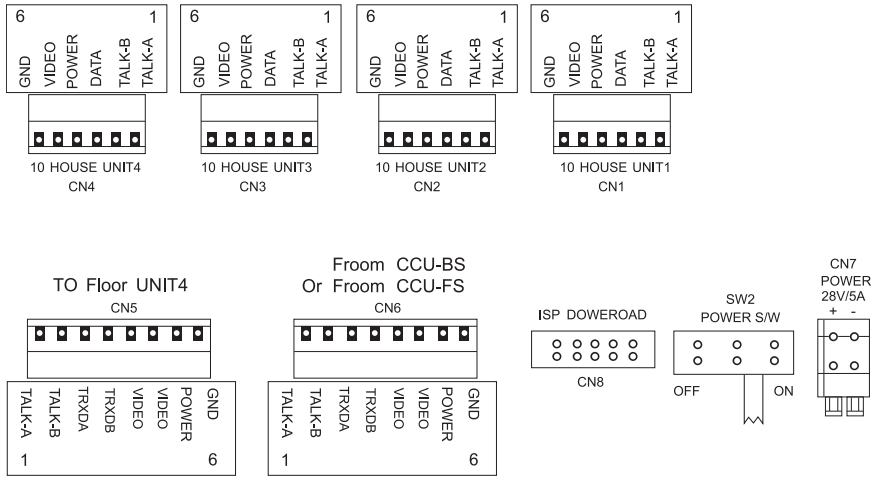 6 1
GND VIDEO POWER DATA TALK-B TALK-A
10 HOUSE UNIT4
CN4
6 1
GND VIDEO POWER DATA TALK-B TALK-A
10 HOUSE UNIT3
CN3
6 1
GND VIDEO POWER DATA TALK-B TALK-A
10 HOUSE UNIT2
CN2
6 1
GND VIDEO POWER DATA TALK-B TALK-A
10 HOUSE UNIT1
CN1
TO Floor UNIT4
CN5
TALK-A TALK-B TRXDA TRXDB VIDEO VIDEO POWER GND
1 6
Froom CCU-BS
Or Froom CCU-FS
CN6
TALK-A TALK-B TRXDA TRXDB VIDEO VIDEO POWER GND
1 6
ISP DOWEROAD
CN8
SW2
POWER S/W
OFF ON
CN7
POWER
28V/5A
+ -